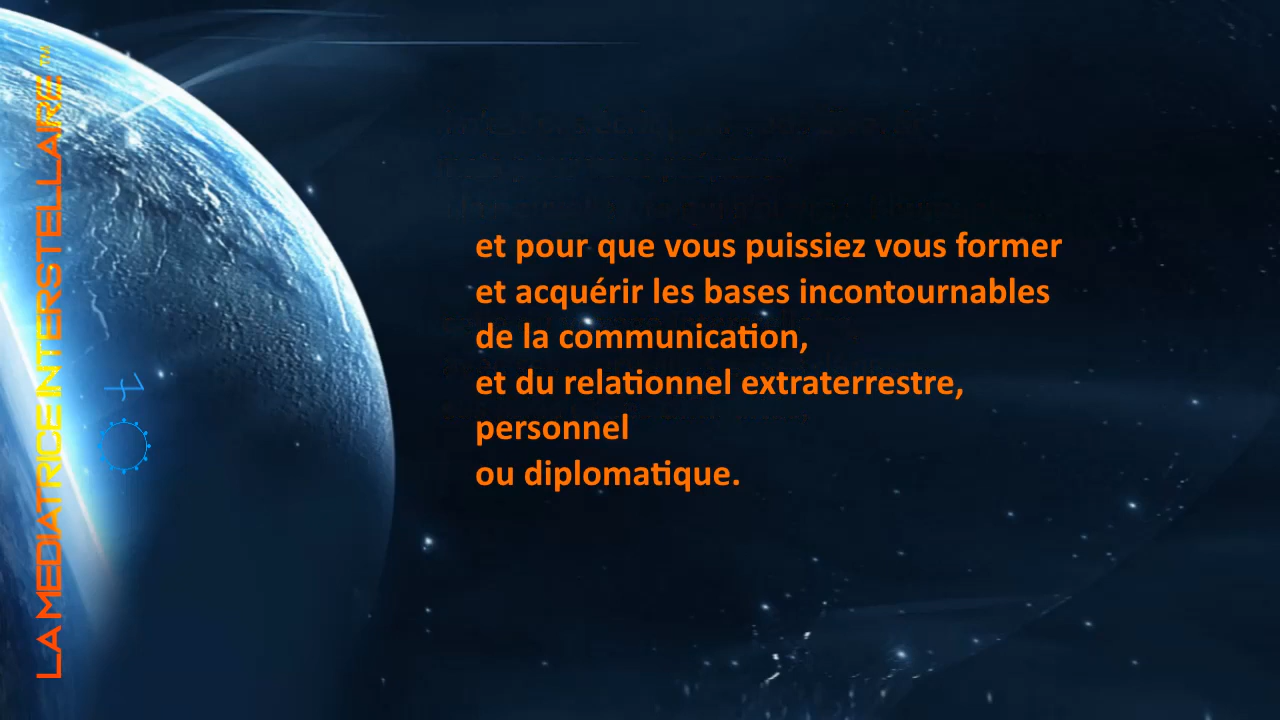 LA MEDIATRICE INTERSTELLAIRE ™
et pour que vous puissiez vous former
et acquérir les bases incontournables
de la communication,
et du relationnel extraterrestre,
personnel
ou diplomatique.